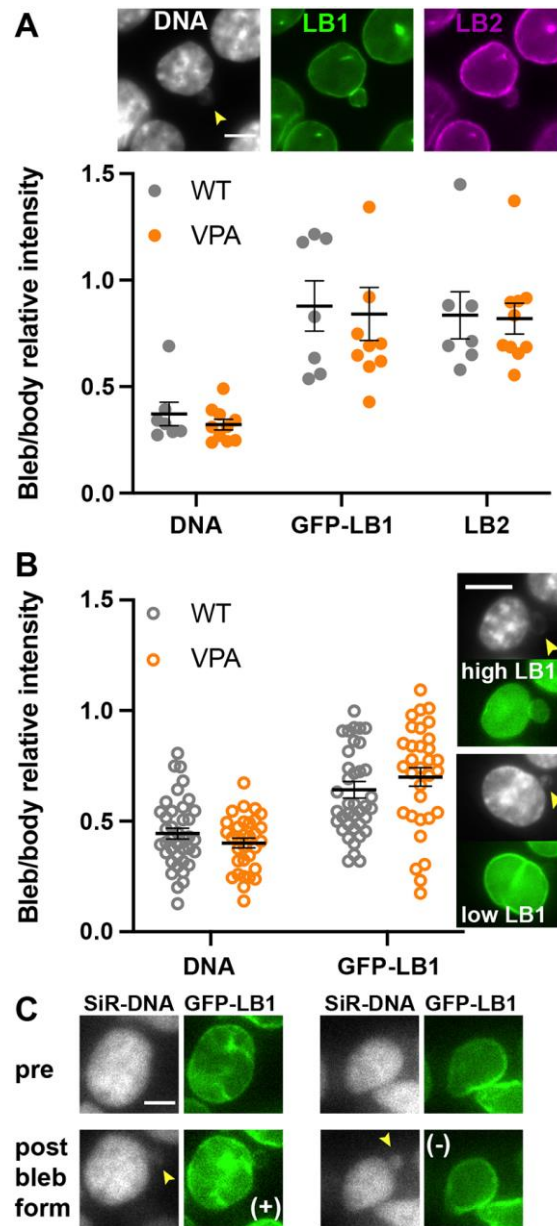 A
DNA LB1 LB2
Bleb/body relative intensity
1.5
1.0
0.5
0.0
WT
VPA
DNA GFP-LB1 LB2
B
Bleb/body relative intensity
1.5
1.0
0.5
0.0
WT
VPA
DNA GFP-LB1
high LB1
low LB1
C
SiR-DNA GFP-LB1 SiR-DNA GFP-LB1
pre
post
bleb
form
(+)
(-)